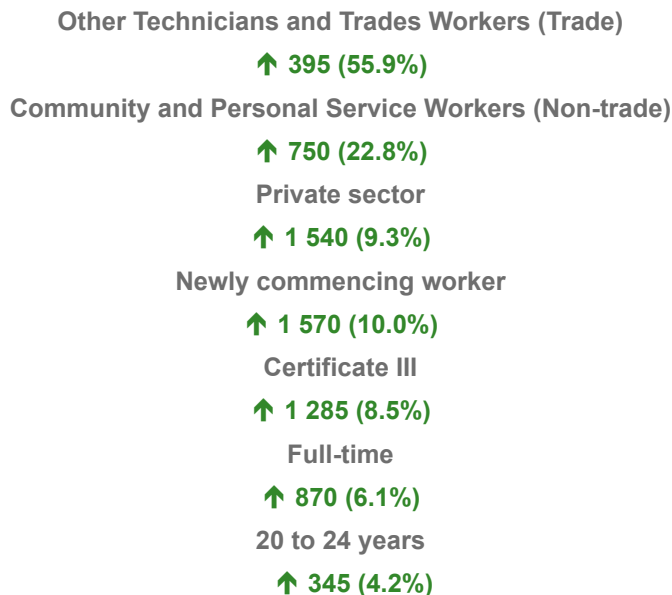 Other Technicians and Trades Workers (Trade)
↑ 395 (55.9%)
Community and Personal Service Workers (Non-trade)
↑ 750 (22.8%)
Private sector
↑ 1 540 (9.3%)
Newly commencing worker
↑ 1 570 (10.0%)
Certificate III
↑ 1 285 (8.5%)
Full-time
↑ 870 (6.1%)
20 to 24 years
↑ 345 (4.2%)